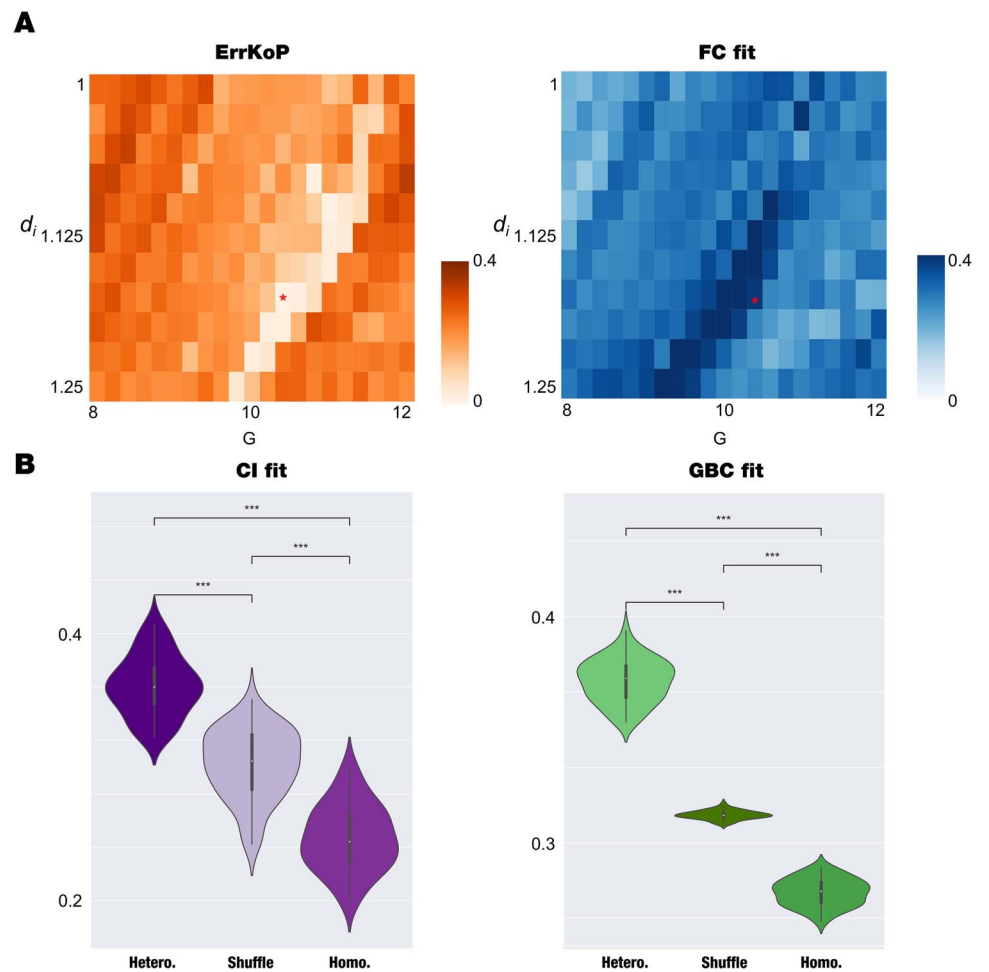 A
ErrKoP
FC fit
1
1
d_i 1.125
d_i 1.125
0.4
0.4
1.25
1.25
0
0
8 10 12
8 10 12
G
G
B
CI fit
GBC fit
***
***
***
***
***
***
0.4
0.2
0.4
0.3
Hetero. Shuffle Homo.
Hetero. Shuffle Homo.